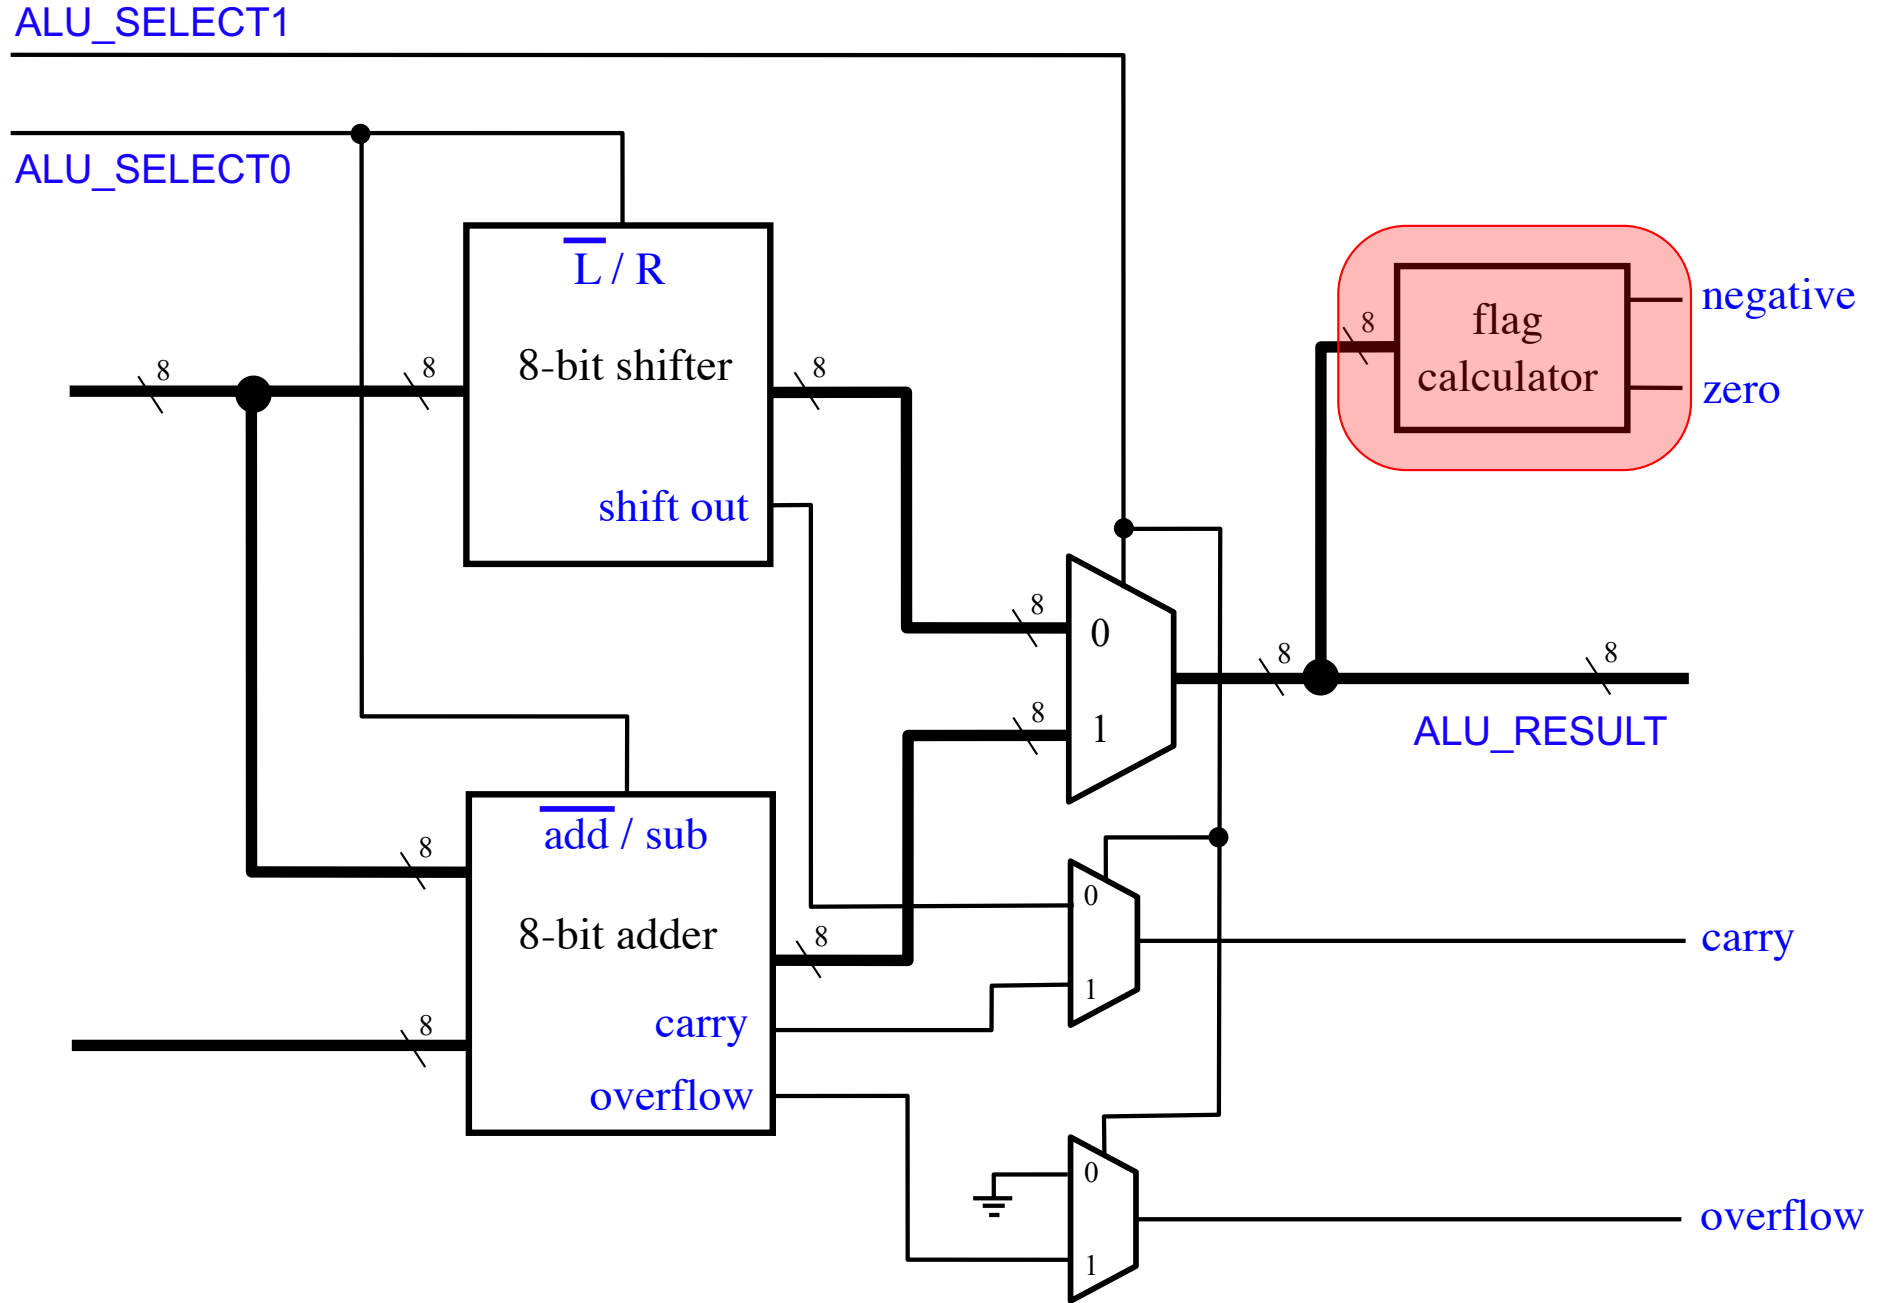 ALU_SELECT1
ALU_SELECT0
L / R
8-bit shifter
8
8
8
shift out
flag
calculator
8
negative
zero
8
0
8
1
8
8
ALU_RESULT
add / sub
8-bit adder
8
8
8
carry
overflow
0
1
carry
0
1
overflow